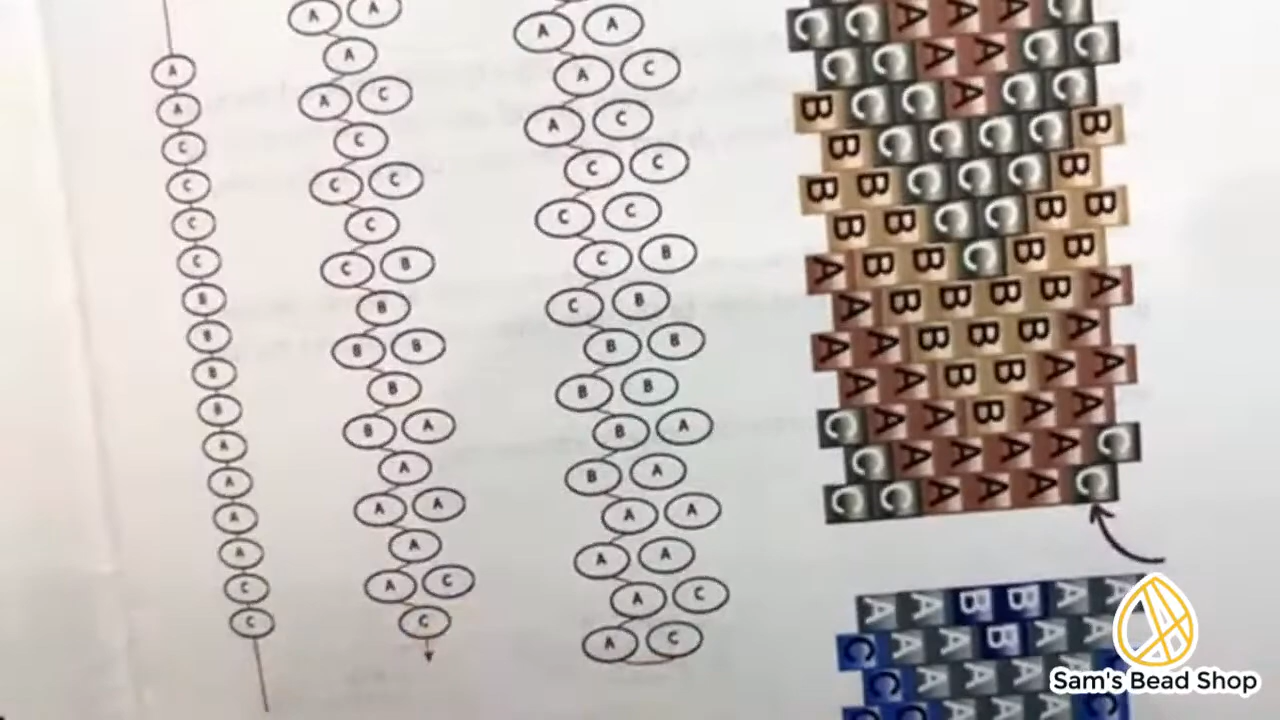 A
A
C
C
C
C
B
B
B
B
A
A
A
A
C
C
A A
A
A C
C
C C
C
C B
B
B B
B
B A
A
A A
A
A C
C
A A
A C
A C
C C
C C
C B
C B
B B
B B
B A
B A
A A
A A
A C
A C
C C A A A C
C C A A C C
B C C A C C
B C C C C B
B B C C C B
B B C C B B
A B B C B B
A B B B B A
A A B B B A
A A B B A A
C A A B A A
C A A A A C
C C A A A C
A A B B A A
C A A B A A
C A A A A
C C A A A C
Sam's Bead Shop